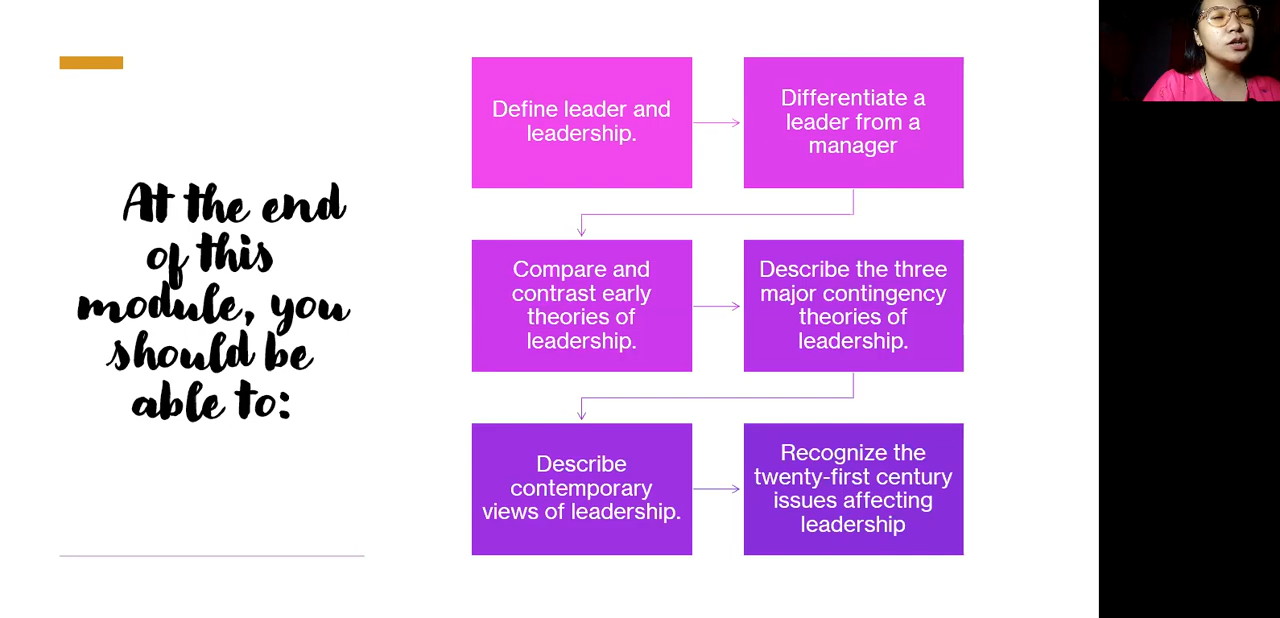 At the end
of this
module, you
should be
able to:
Define leader and
leadership.
Differentiate a
leader from a
manager
Compare and
contrast early
theories of
leadership.
Describe the three
major contingency
theories of
leadership.
Describe
contemporary
views of leadership.
Recognize the
twenty-first century
issues affecting
leadership